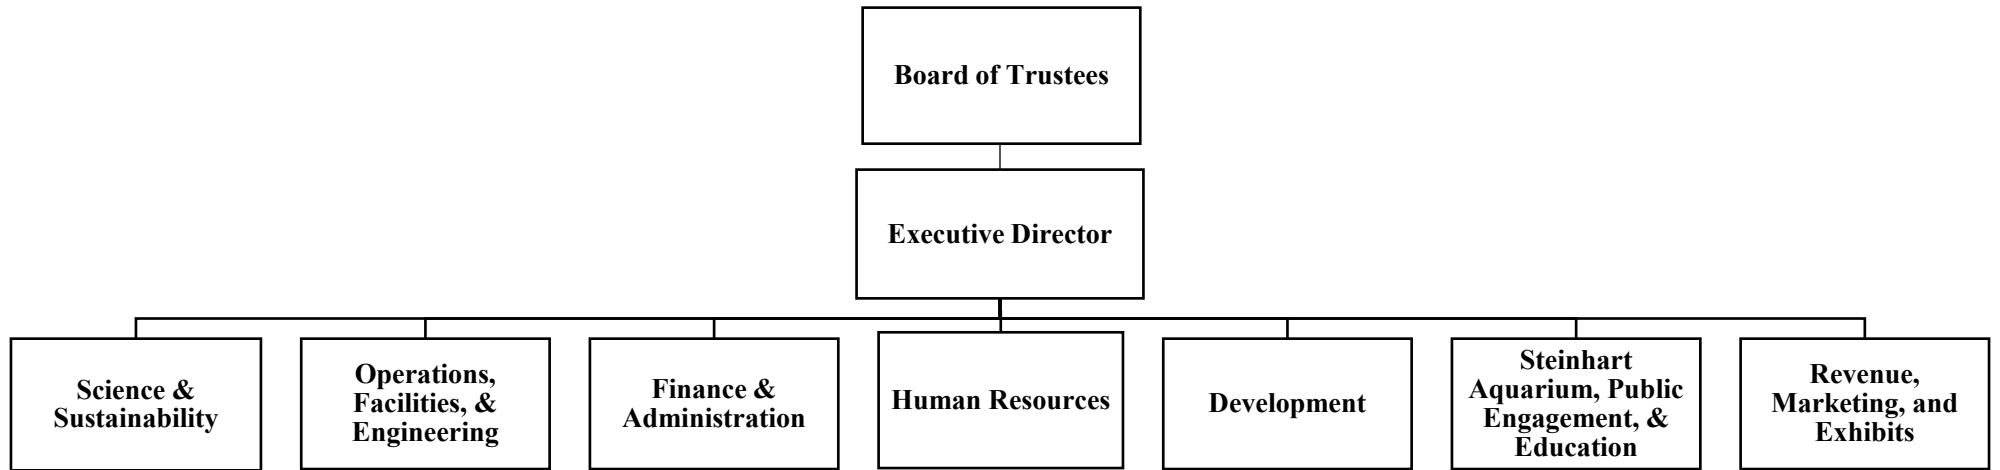 Board of Trustees
Executive Director
Science &
Sustainability
Operations,
Facilities, &
Engineering
Finance &
Administration
Human Resources
Development
Steinhart
Aquarium, Public
Engagement, &
Education
Revenue,
Marketing, and
Exhibits